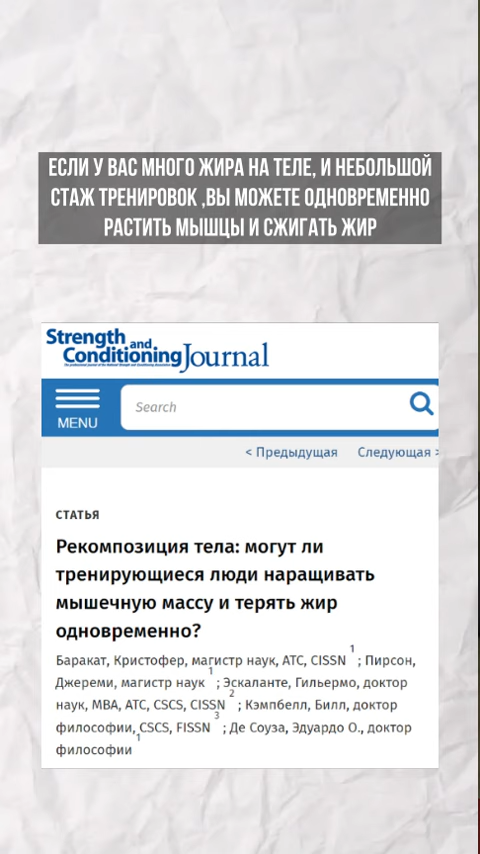 ЕСЛИ У ВАС МНОГО ЖИРА НА ТЕЛЕ, И НЕБОЛЬШОЙ
СТАЖ ТРЕНИРОВОК ,ВЫ МОЖЕТЕ ОДНОВРЕМЕННО
РАСТИТЬ МЫШЦЫ И СЖИГАТЬ ЖИР
Strength and
Conditioning Journal
MENU
Search
< Предыдущая Следующая >
СТАТЬЯ
Рекомпозиция тела: могут ли
тренирующиеся люди наращивать
мышечную массу и терять жир
одновременно?
Баракат, Кристофер, магистр наук, ATC, CISSN 1 ; Пирсон,
Джереми, магистр наук 1 ; Эскаланте, Гильермо, доктор
наук, MBA, ATC, CSCS, CISSN 2 ; Кэмпбелл, Билл, доктор
философии, CSCS, FISSN 3 ; Де Соуза, Эдуардо О., доктор
философии 1